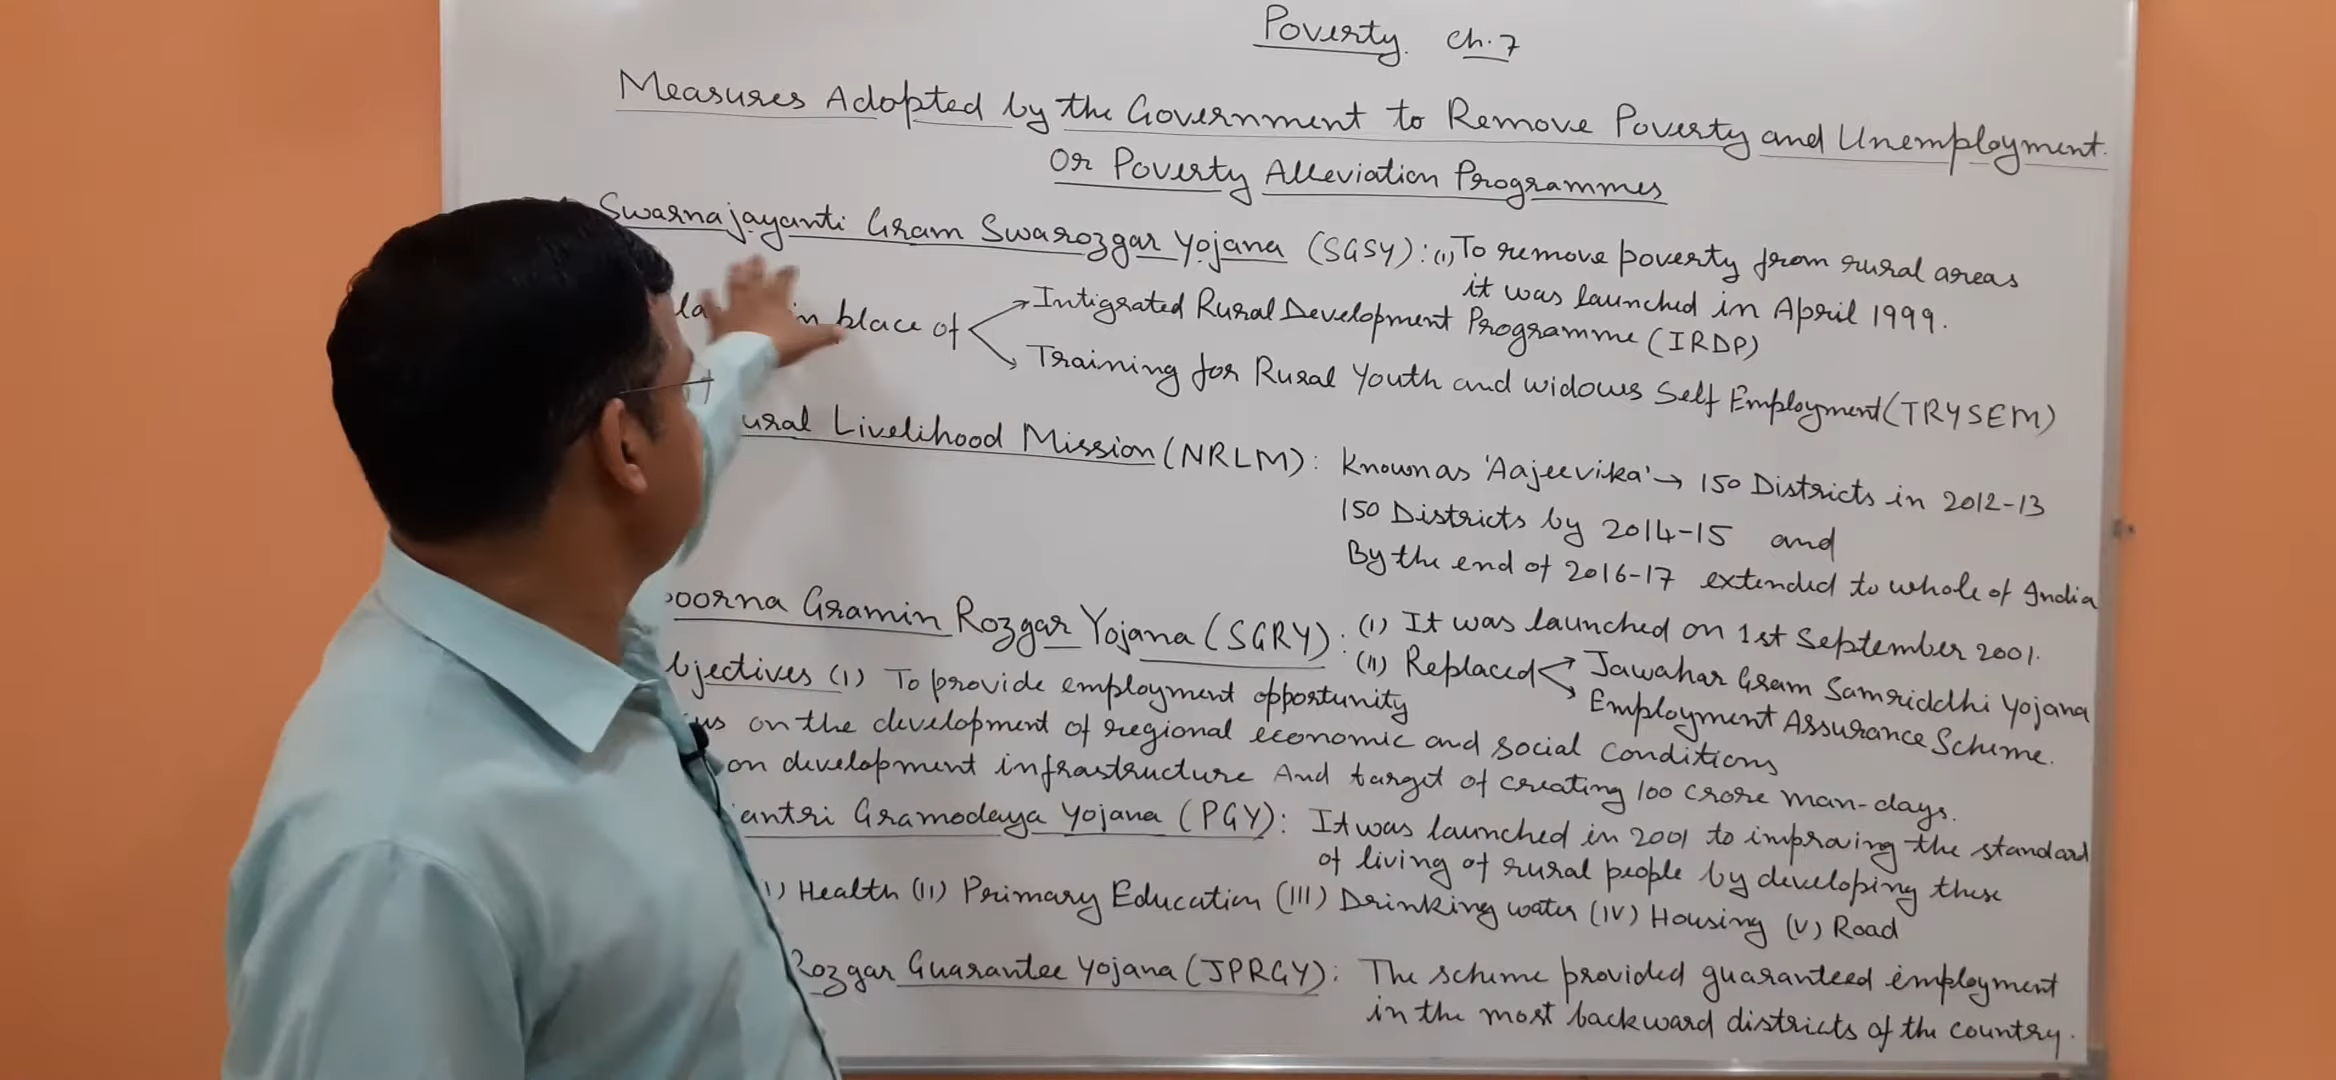 Poverty. Ch.7
Measures Adopted by the Government to Remove Poverty and Unemployment.
Or Poverty Alleviation Programmes
Swarnajayanti Gram Swarozgar Yojana (SGSY): (i) To remove poverty from rural areas
it was launched in April 1999.
in place of → Intigrated Rural Development Programme (IRDP)
→ Training for Rural Youth and widows Self Employment (TRYSEM)
Livelihood Mission (NRLM): Known as 'Aajeevika' → 150 Districts in 2012-13
150 Districts by 2014-15 and
By the end of 2016-17 extended to whole of India
Gramin Rozgar Yojana (SGRY): (i) It was launched on 1st September 2001.
(ii) Replaced → Jawahar Gram Samriddhi Yojana
→ Employment Assurance Scheme.
(i) To provide employment opportunity
on the development of regional economic and social conditions
on development infrastructure And target of creating 100 crore man-days.
Gramodaya Yojana (PGY): It was launched in 2001 to improving the standard
of living of rural people by developing these
Health (II) Primary Education (III) Drinking water (IV) Housing (V) Road
Rozgar Guarantee Yojana (JPRGY): The scheme provided guaranteed employment
in the most backward districts of the country.